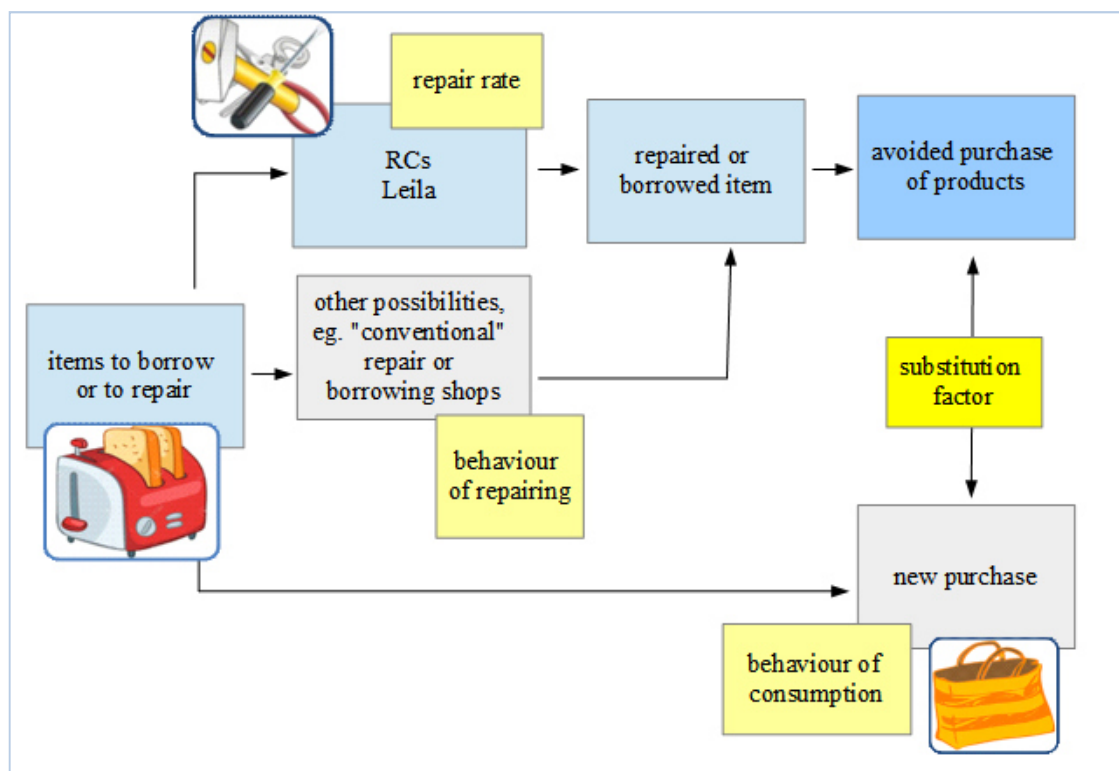 repair rate
RCs
Leila
repaired or
borrowed item
avoided purchase
of products
items to borrow
or to repair
other possibilities,
eg. "conventional"
repair or
borrowing shops
behaviour
of repairing
substitution
factor
new purchase
behaviour of
consumption